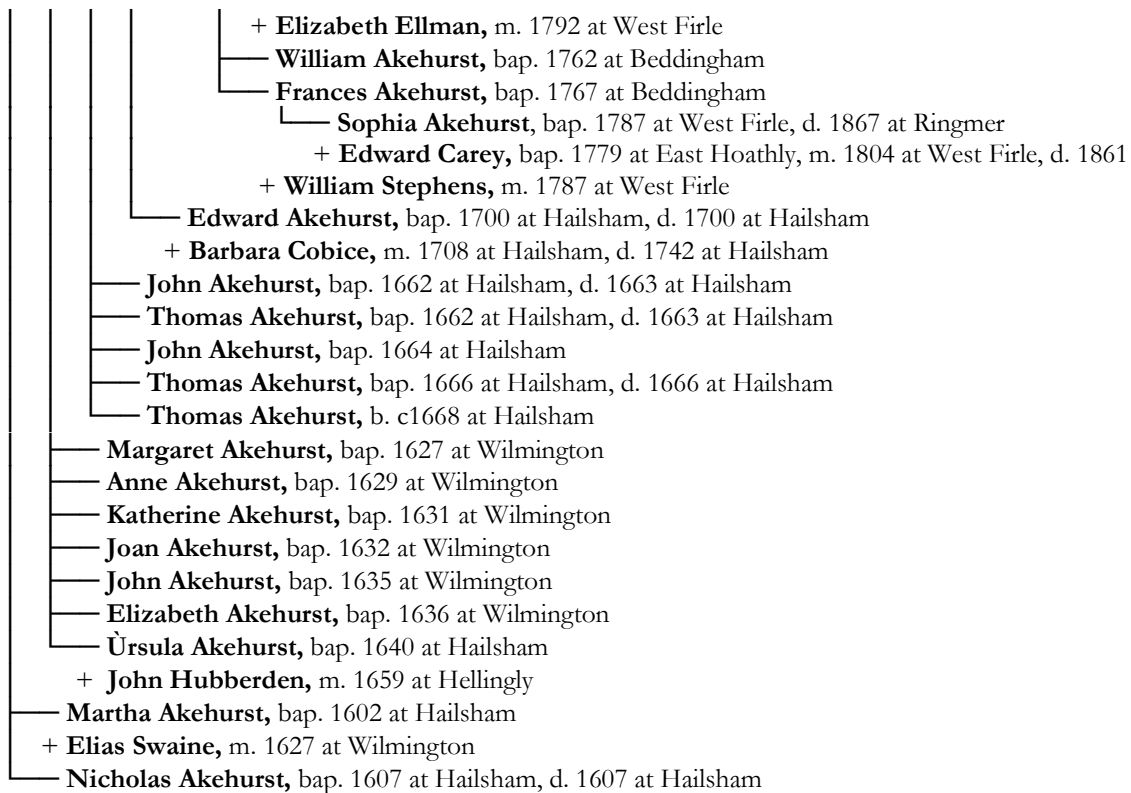 + Elizabeth Ellman, m. 1792 at West Firle
William Akehurst, bap. 1762 at Beddingham
Frances Akehurst, bap. 1767 at Beddingham
Sophia Akehurst, bap. 1787 at West Firle, d. 1867 at Ringmer
+ Edward Carey, bap. 1779 at East Hoathly, m. 1804 at West Firle, d. 1861
+ William Stephens, m. 1787 at West Firle
Edward Akehurst, bap. 1700 at Hailsham, d. 1700 at Hailsham
+ Barbara Cobice, m. 1708 at Hailsham, d. 1742 at Hailsham
John Akehurst, bap. 1662 at Hailsham, d. 1663 at Hailsham
Thomas Akehurst, bap. 1662 at Hailsham, d. 1663 at Hailsham
John Akehurst, bap. 1664 at Hailsham
Thomas Akehurst, bap. 1666 at Hailsham, d. 1666 at Hailsham
Thomas Akehurst, b. c1668 at Hailsham
Margaret Akehurst, bap. 1627 at Wilmington
Anne Akehurst, bap. 1629 at Wilmington
Katherine Akehurst, bap. 1631 at Wilmington
Joan Akehurst, bap. 1632 at Wilmington
John Akehurst, bap. 1635 at Wilmington
Elizabeth Akehurst, bap. 1636 at Wilmington
Ùrsula Akehurst, bap. 1640 at Hailsham
+ John Hubberden, m. 1659 at Hellingly
Martha Akehurst, bap. 1602 at Hailsham
+ Elias Swaine, m. 1627 at Wilmington
Nicholas Akehurst, bap. 1607 at Hailsham, d. 1607 at Hailsham